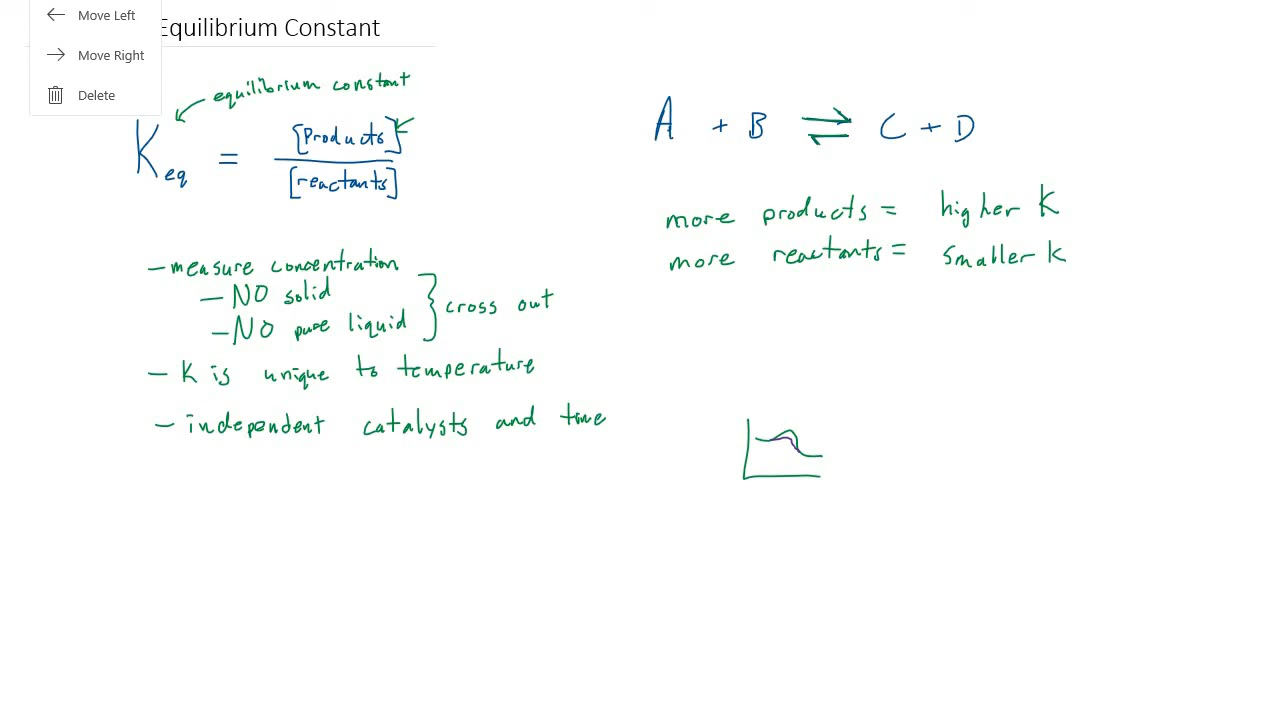 Move Left
Equilibrium Constant
Move Right
Delete
equilibrium constant
Keq = [Products] / [reactants]
A + B ⇌ C + D
more products = higher K
more reactants = smaller K
- measure concentration
- NO solid
- NO pure liquid
cross out
- K is unique to temperature
- independent catalysts and time